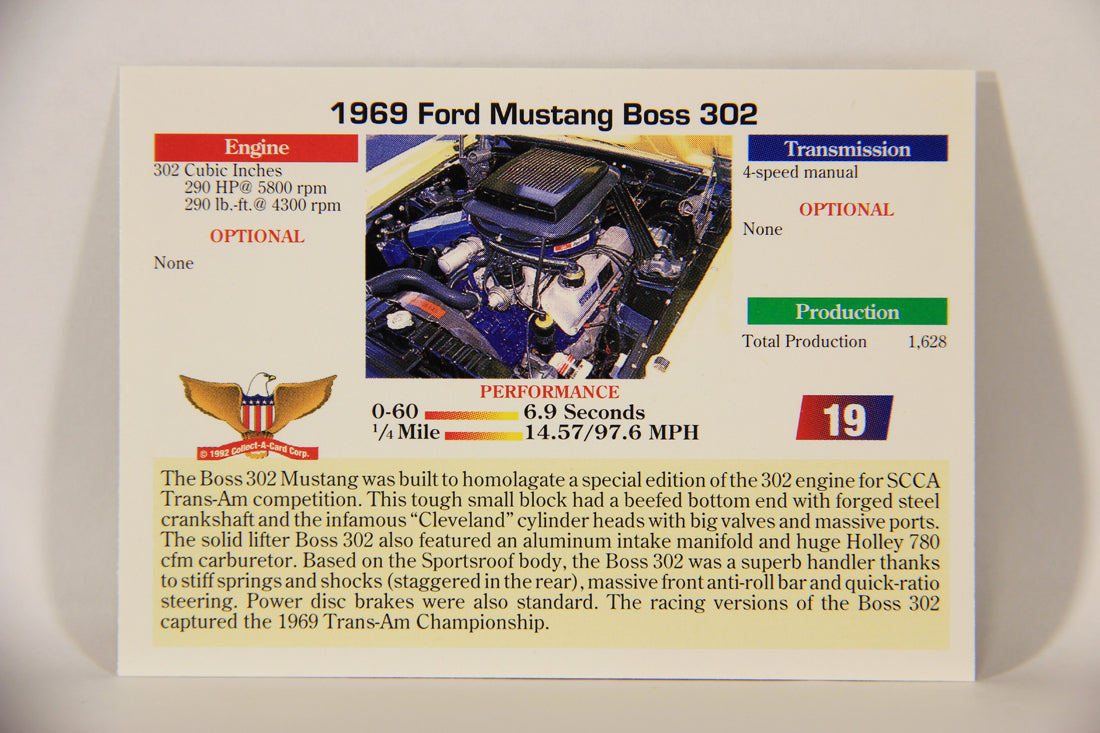 1969 Ford Mustang Boss 302
Engine
302 Cubic Inches
290 HP@ 5800 rpm
290 lb.-ft.@ 4300 rpm
OPTIONAL
None
Transmission
4-speed manual
OPTIONAL
None
Production
Total Production 1,628
PERFORMANCE
0-60 6.9 Seconds
1/4 Mile 14.57/97.6 MPH
19
© 1992 Collect-A-Card Corp.
The Boss 302 Mustang was built to homolagate a special edition of the 302 engine for SCCA
Trans-Am competition. This tough small block had a beefed bottom end with forged steel
crankshaft and the infamous “Cleveland” cylinder heads with big valves and massive ports.
The solid lifter Boss 302 also featured an aluminum intake manifold and huge Holley 780
cfm carburetor. Based on the Sportsroof body, the Boss 302 was a superb handler thanks
to stiff springs and shocks (staggered in the rear), massive front anti-roll bar and quick-ratio
steering. Power disc brakes were also standard. The racing versions of the Boss 302
captured the 1969 Trans-Am Championship.